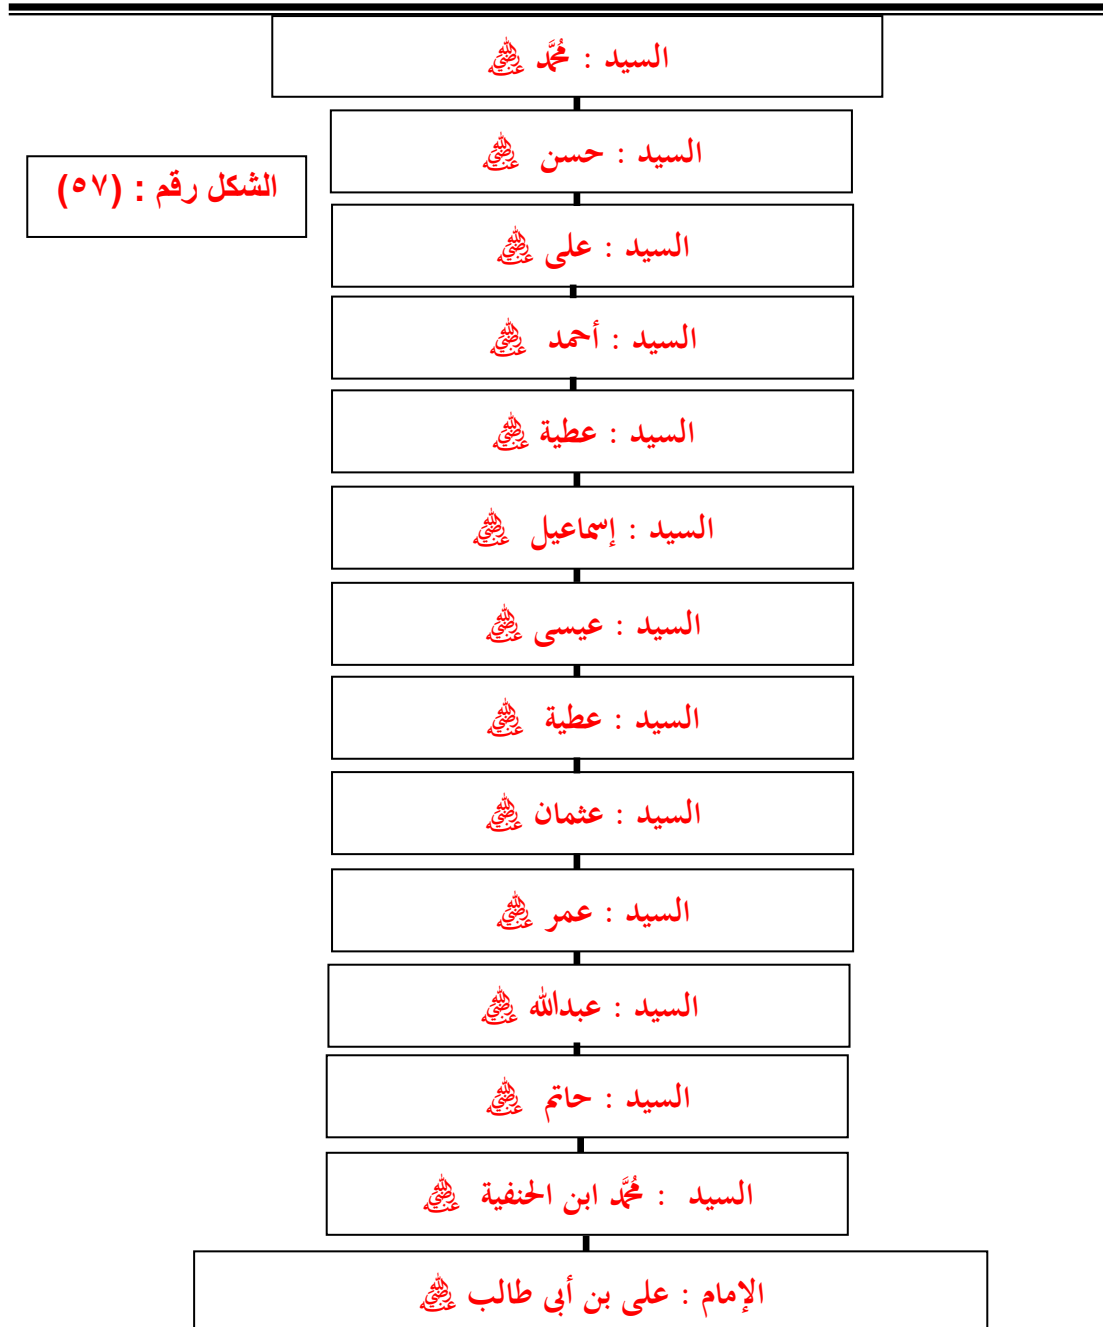 السيد : مُحَمَّد رضي الله عنه
السيد : حسن رضي الله عنه
الشكل رقم : (٥٧)
السيد : على رضي الله عنه
السيد : أحمد رضي الله عنه
السيد : عطية رضي الله عنه
السيد : إسماعيل رضي الله عنه
السيد : عيسى رضي الله عنه
السيد : عطية رضي الله عنه
السيد : عثمان رضي الله عنه
السيد : عمر رضي الله عنه
السيد : عبدالله رضي الله عنه
السيد : حاتم رضي الله عنه
السيد : مُحَمَّد ابن الحنفية رضي الله عنه
الإمام : على بن أبى طالب رضي الله عنه